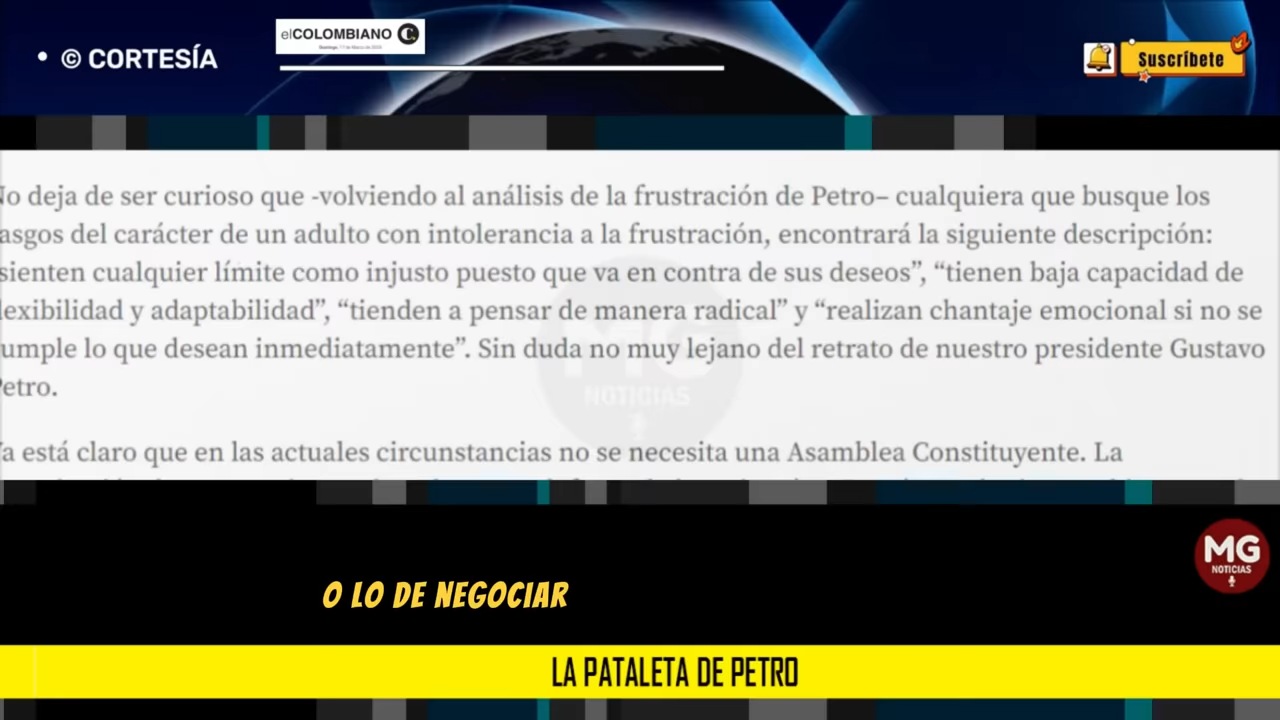 • © CORTESÍA
elCOLOMBIANO
Suscríbete
No deja de ser curioso que -volviendo al análisis de la frustración de Petro– cualquiera que busque los
asgos del carácter de un adulto con intolerancia a la frustración, encontrará la siguiente descripción:
sienten cualquier límite como injusto puesto que va en contra de sus deseos”, “tienen baja capacidad de
lexibilidad y adaptabilidad”, “tienden a pensar de manera radical” y “realizan chantaje emocional si no se
umple lo que desean inmediatamente”. Sin duda no muy lejano del retrato de nuestro presidente Gustavo
Petro.
Ya está claro que en las actuales circunstancias no se necesita una Asamblea Constituyente. La
MG
NOTICIAS
MG
NOTICIAS
O LO DE NEGOCIAR
LA PATALETA DE PETRO